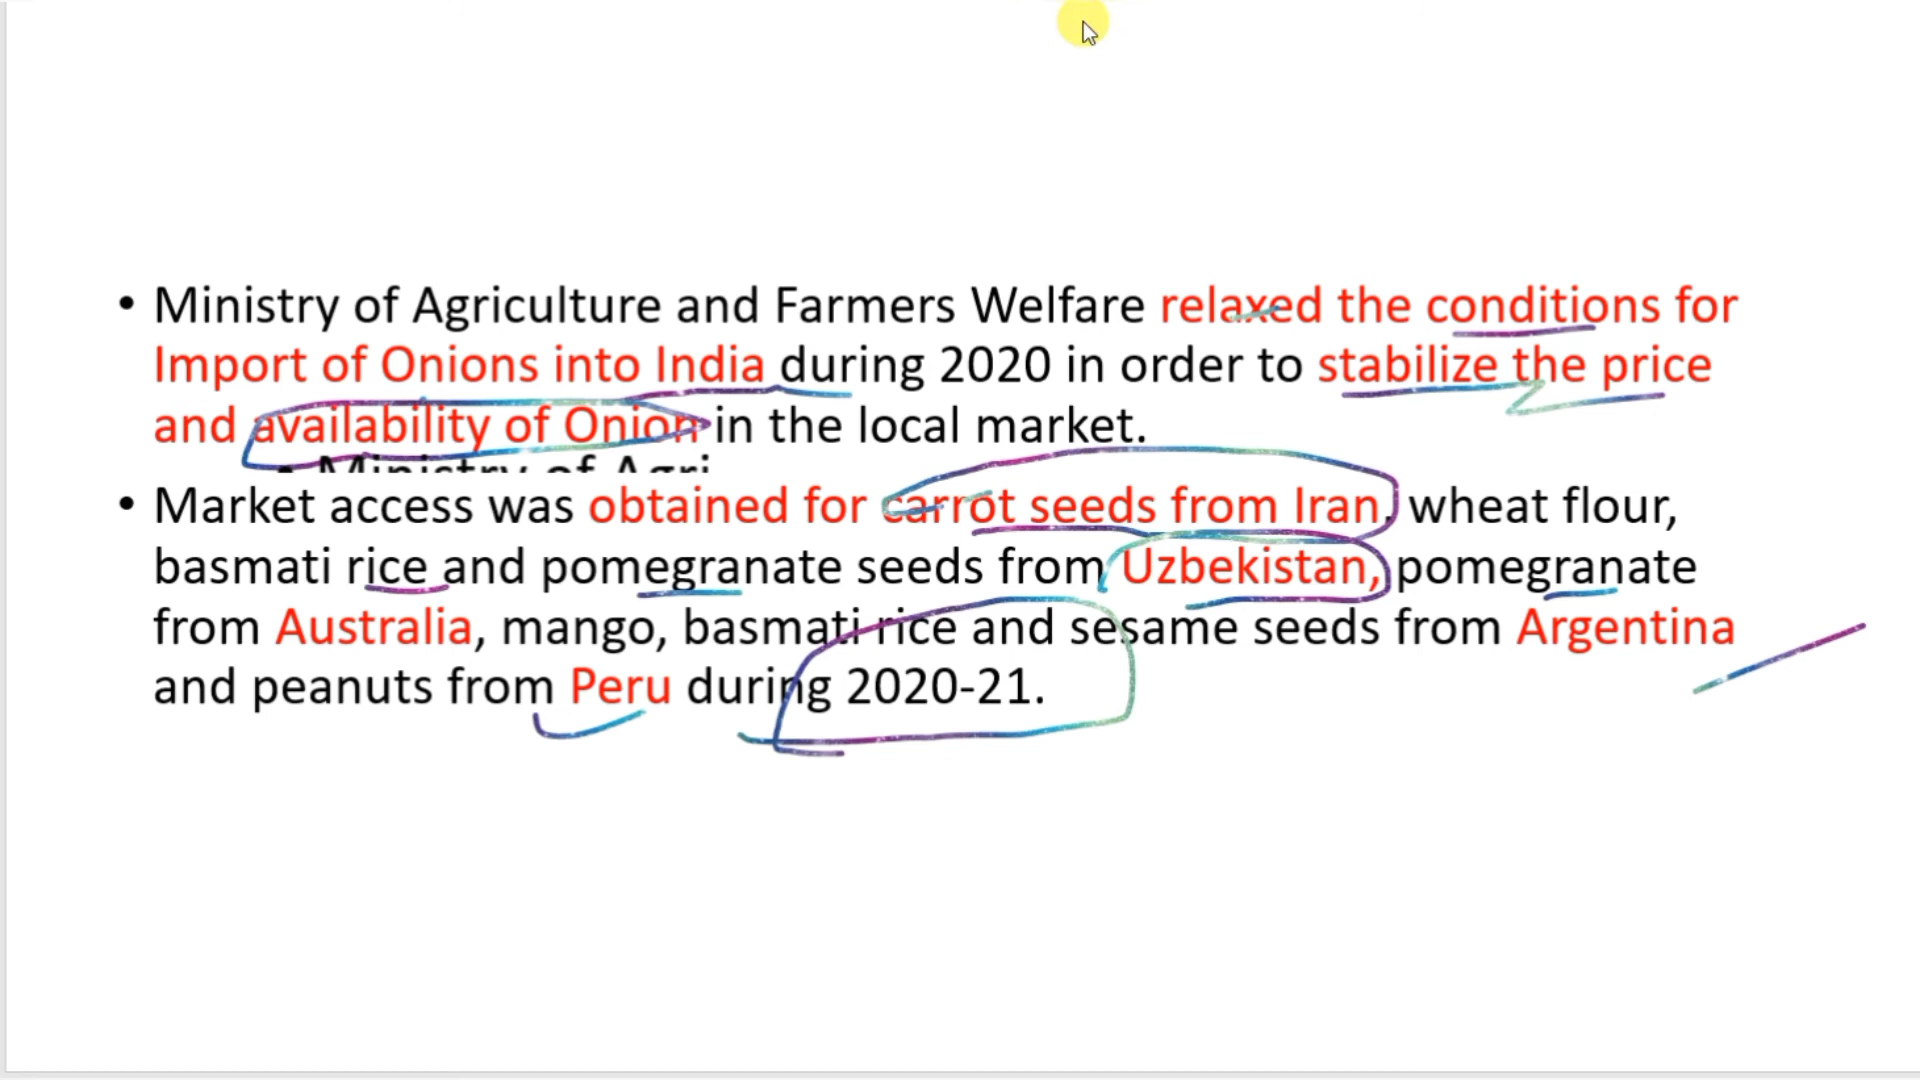 • Ministry of Agriculture and Farmers Welfare relaxed the conditions for
Import of Onions into India during 2020 in order to stabilize the price
and availability of Onion in the local market.
• Ministry of Agri
• Market access was obtained for carrot seeds from Iran, wheat flour,
basmati rice and pomegranate seeds from Uzbekistan, pomegranate
from Australia, mango, basmati rice and sesame seeds from Argentina
and peanuts from Peru during 2020-21.